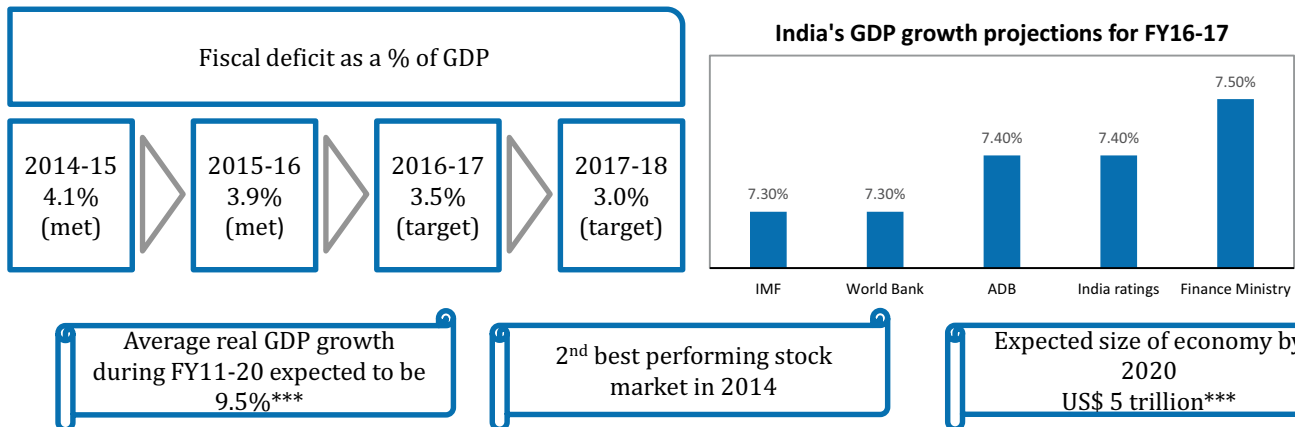 Fiscal deficit as a % of GDP
2014-15
4.1%
(met)
2015-16
3.9%
(met)
2016-17
3.5%
(target)
2017-18
3.0%
(target)
India's GDP growth projections for FY16-17
7.30%
7.30%
7.40%
7.40%
7.50%
IMF
World Bank
ADB
India ratings
Finance Ministry
Average real GDP growth
during FY11-20 expected to be
9.5%***
2nd best performing stock
market in 2014
Expected size of economy by
2020
US$ 5 trillion***